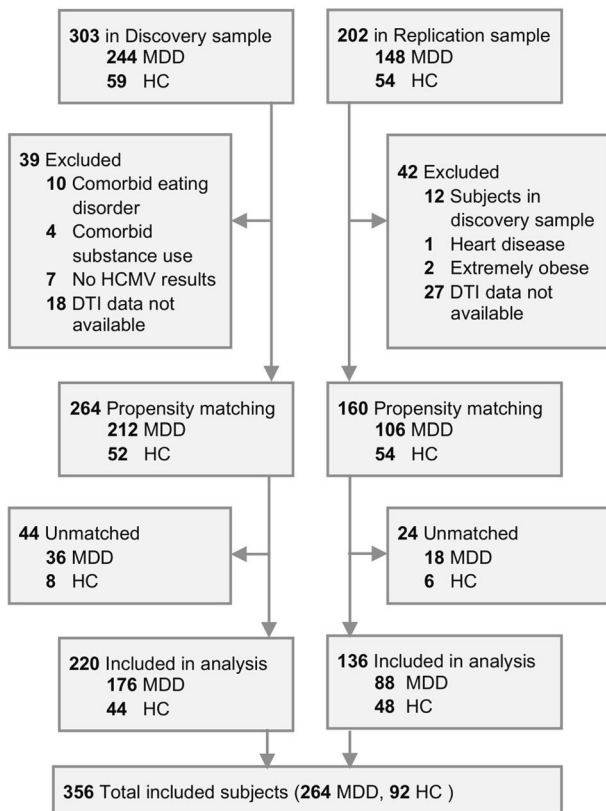 303 in Discovery sample
244 MDD
59 HC
202 in Replication sample
148 MDD
54 HC
39 Excluded
10 Comorbid eating
disorder
4 Comorbid
substance use
7 No HCMV results
18 DTI data not
available
42 Excluded
12 Subjects in
discovery sample
1 Heart disease
2 Extremely obese
27 DTI data not
available
264 Propensity matching
212 MDD
52 HC
160 Propensity matching
106 MDD
54 HC
44 Unmatched
36 MDD
8 HC
24 Unmatched
18 MDD
6 HC
220 Included in analysis
176 MDD
44 HC
136 Included in analysis
88 MDD
48 HC
356 Total included subjects (264 MDD, 92 HC )